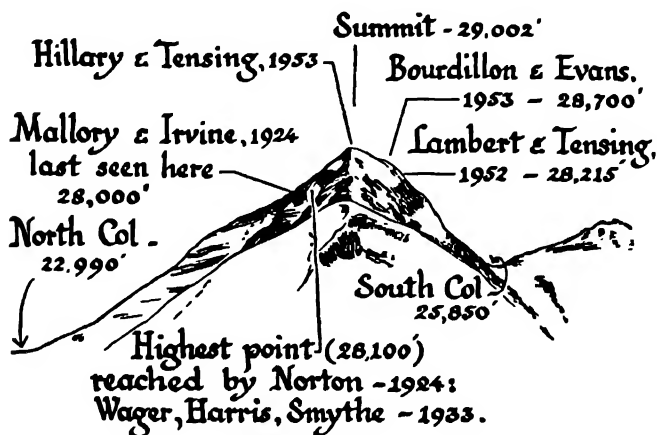 Summit - 29,002'
Hillary & Tensing, 1953
Bourdillon & Evans.
1953 - 28,700'
Mallory & Irvine, 1924
last seen here
28,000'
Lambert & Tensing,
1952 - 28,215'
North Col -
22,990'
South Col
25,850'
Highest point (28,100')
reached by Norton - 1924:
Wager, Harris, Smythe - 1933.